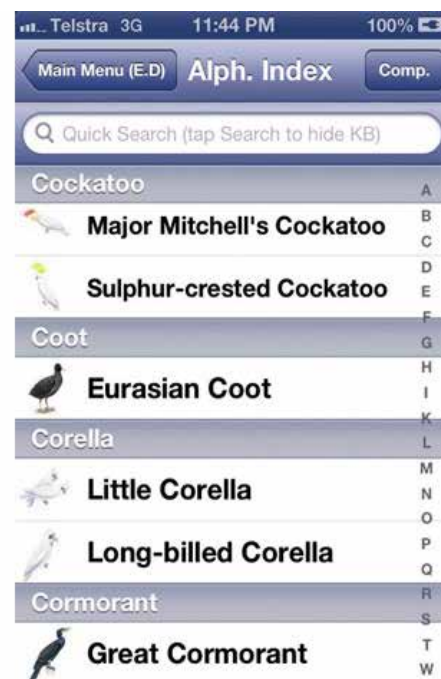 Telstra 3G 11:44 PM 100%
Main Menu (E.D) Alph. Index Comp.
Quick Search (tap Search to hide KB)
Cockatoo
Major Mitchell's Cockatoo
Sulphur-crested Cockatoo
Coot
Eurasian Coot
Corella
Little Corella
Long-billed Corella
Cormorant
Great Cormorant
A
B
C
D
E
F
G
H
I
K
L
M
N
O
P
Q
R
S
T
W